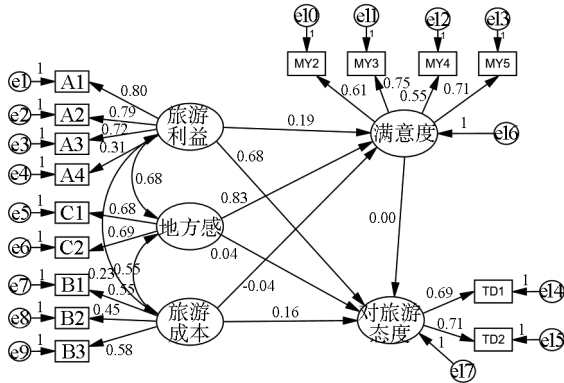 e10 e11 e12 e13
1 1 1 1
MY2 MY3 MY4 MY5
0.61 0.75 0.55 0.71
e1 1 A1 0.80
e2 1 A2 0.79
e3 1 A3 0.72
e4 1 A4 0.31
旅游
利益
0.19
满意度
1 e16
0.68
0.68
0.83
e5 1 C1 0.68
e6 1 C2 0.69
地方感
0.04
0.00
e7 1 B1 0.55
0.23
0.55
e8 1 B2 0.45
e9 1 B3 0.58
旅游
成本
-0.04
0.16
对旅游
态度
0.69 TD1 1 e14
0.71 TD2 1 e15
1
e17